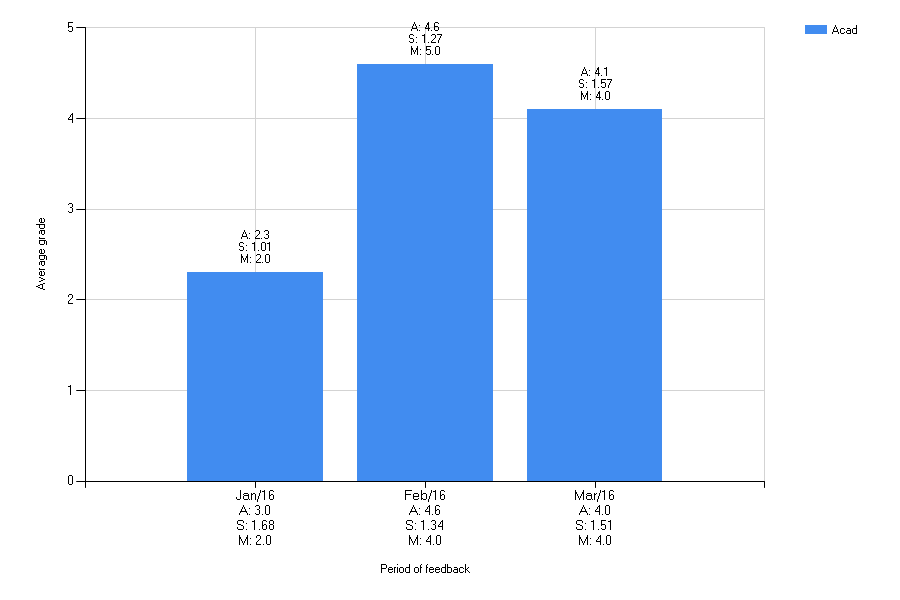 5
A: 4.6
S: 1.27
M: 5.0
Acad
A: 4.1
S: 1.57
M: 4.0
4
3
A: 2.3
S: 1.01
M: 2.0
Average grade
2
1
0
Jan/16 Feb/16 Mar/16
A: 3.0 A: 4.6 A: 4.0
S: 1.68 S: 1.34 S: 1.51
M: 2.0 M: 4.0 M: 4.0
Period of feedback